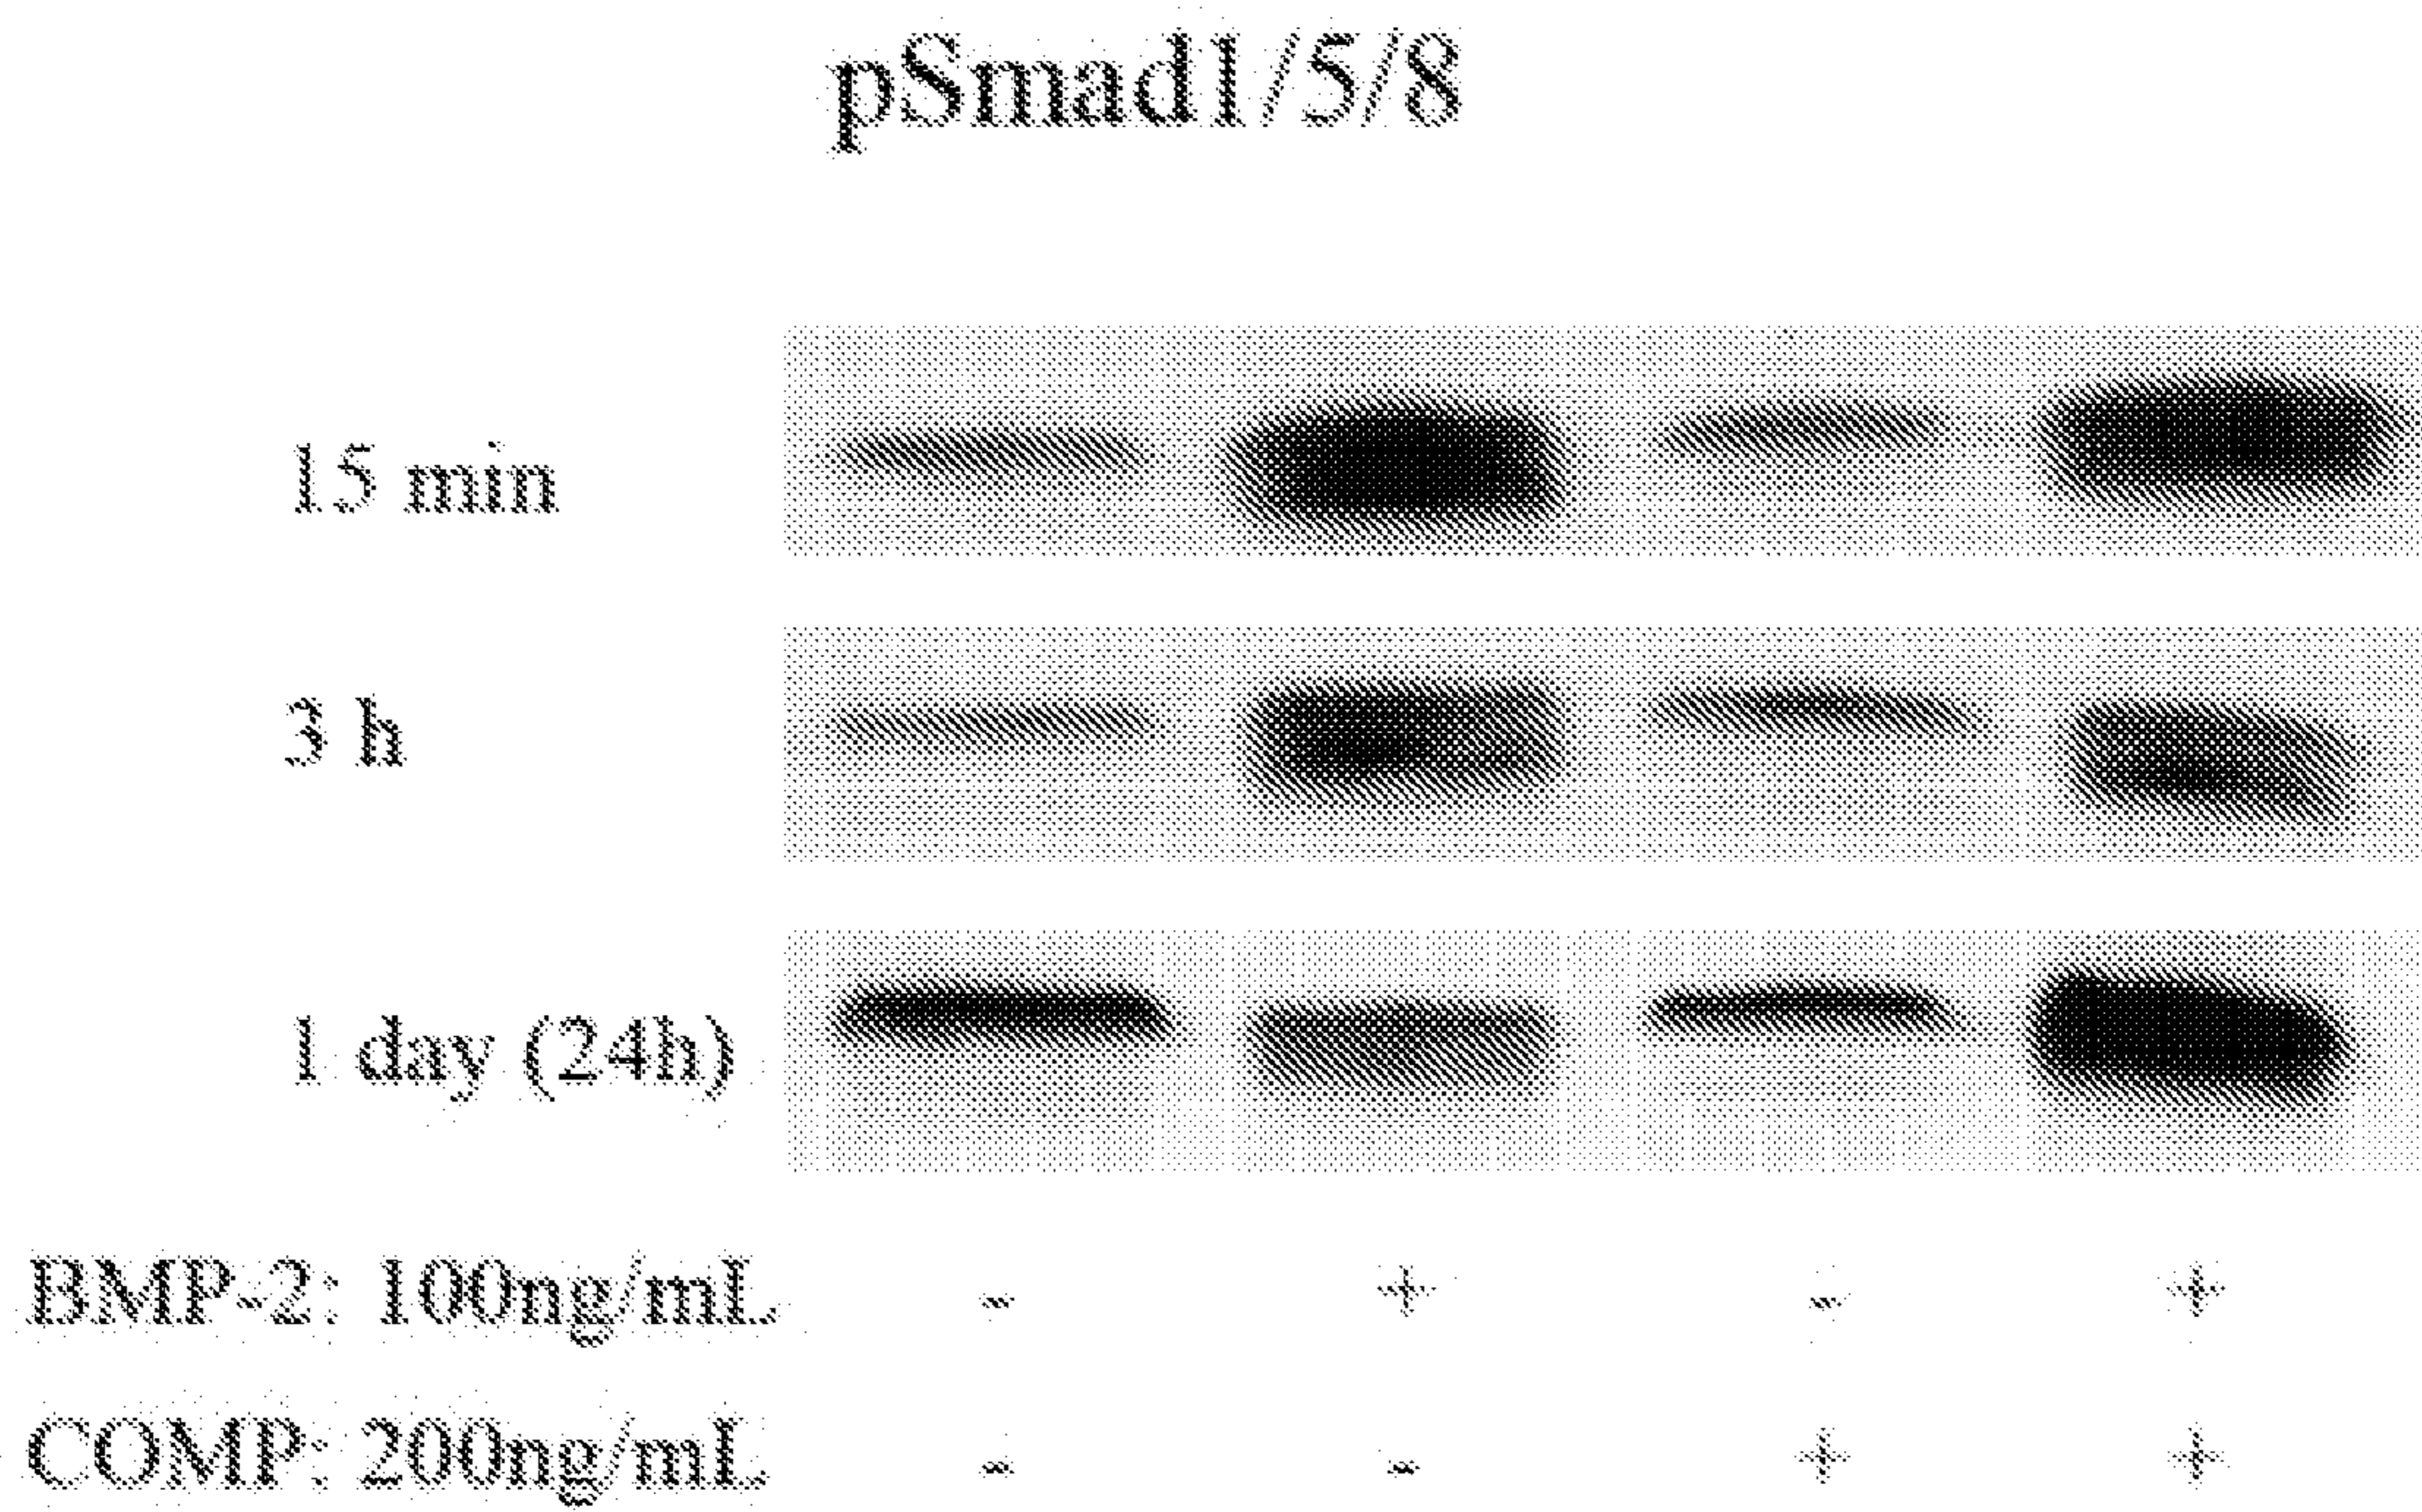 pSmad1/5/8
15 min
3 h
1 day (24h)
BMP-2: 100ng/mL - + - +
COMP: 200ng/mL - - + +